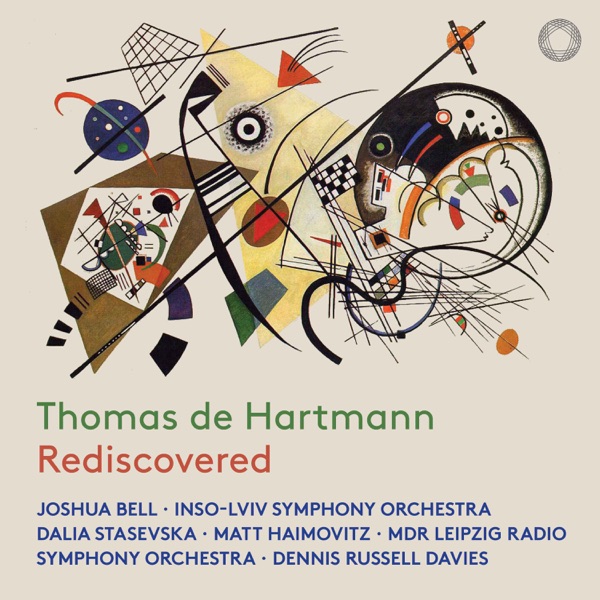 Thomas de Hartmann
Rediscovered
JOSHUA BELL · INSO-LVIV SYMPHONY ORCHESTRA
DALIA STASEVSKA · MATT HAIMOVITZ · MDR LEIPZIG RADIO
SYMPHONY ORCHESTRA · DENNIS RUSSELL DAVIES